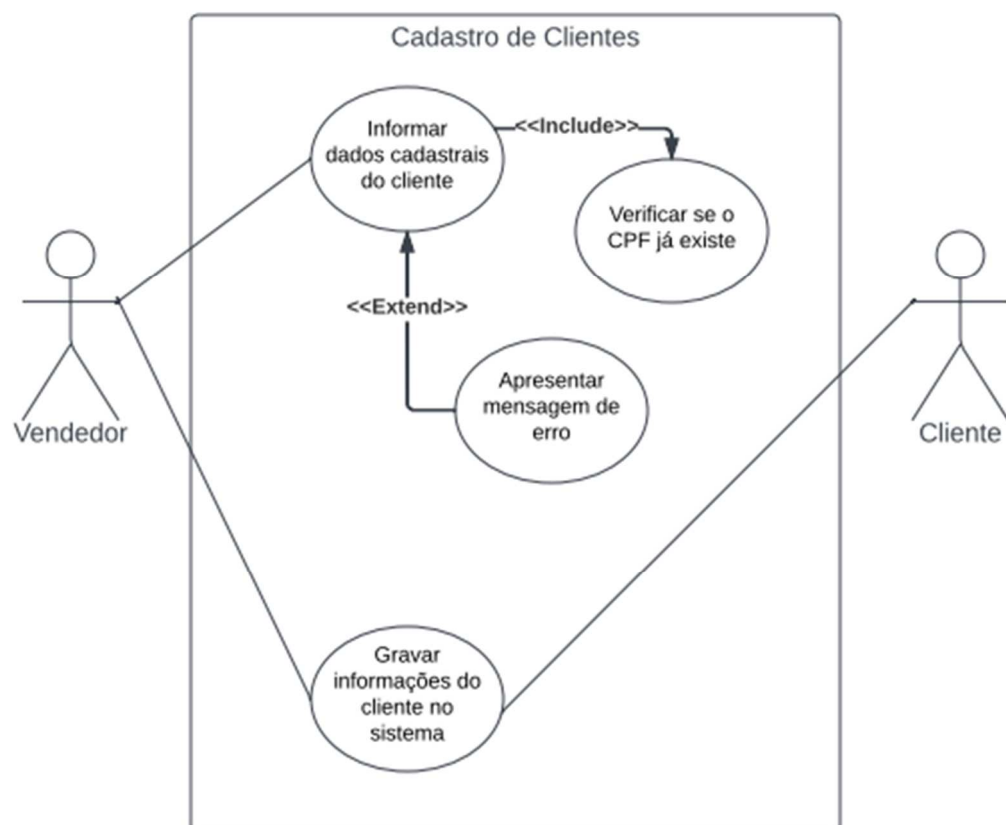 Cadastro de Clientes
Informar
dados cadastrais
do cliente
<<Include>>
Verificar se o
CPF já existe
<<Extend>>
Apresentar
mensagem de
erro
Vendedor
Cliente
Gravar
informações do
cliente no
sistema